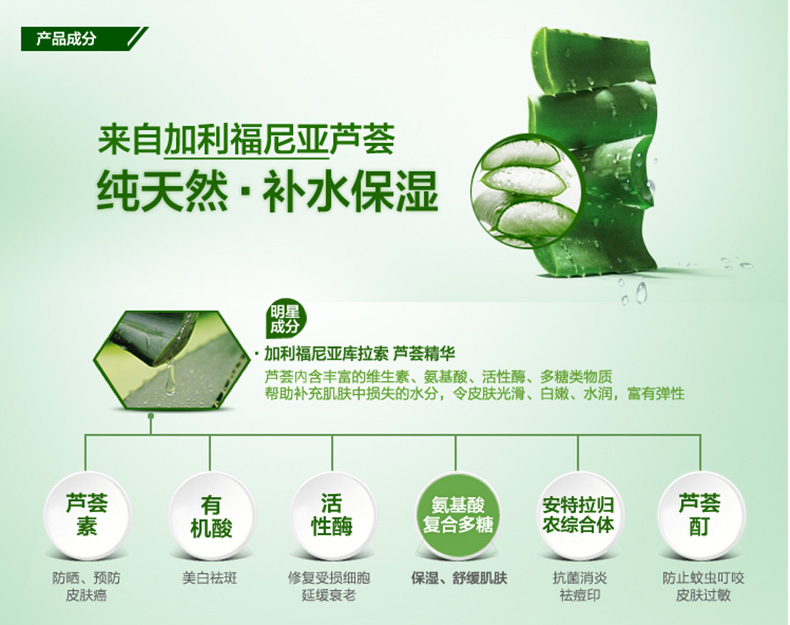 产品成分
来自加利福尼亚芦荟
纯天然·补水保湿
明星
成分
·加利福尼亚库拉索 芦荟精华
芦荟内含丰富的维生素、氨基酸、活性酶、多糖类物质
帮助补充肌肤中损失的水分，令皮肤光滑、白嫩、水润，富有弹性
芦荟
素
防晒、预防
皮肤癌
有
机酸
美白祛斑
活
性酶
修复受损细胞
延缓衰老
氨基酸
复合多糖
保湿、舒缓肌肤
安特拉归
农综合体
抗菌消炎
祛痘印
芦荟
酊
防止蚊虫叮咬
皮肤过敏